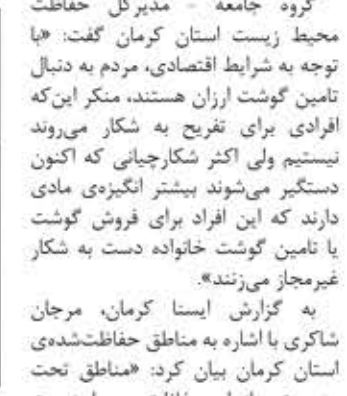 گروه جامعه - مدیرکل حفاظت
محیط زیست استان کرمان گفت: «با
توجه به شرایط اقتصادی، مردم به دنبال
تامین گوشت ارزان هستند، منکر این‌که
افرادی برای تفریح به شکار می‌روند
نیستیم ولی اکثر شکارچیانی که اکنون
دستگیر می‌شوند بیشتر انگیزه‌ی مادی
دارند که این افراد برای فروش گوشت
یا تامین گوشت خانواده دست به شکار
غیرمجاز می‌زنند».
به گزارش ایسنا کرمان، مرجان
شاکری با اشاره به مناطق حفاظت‌شده‌ی
استان کرمان بیان کرد: «مناطق تحت